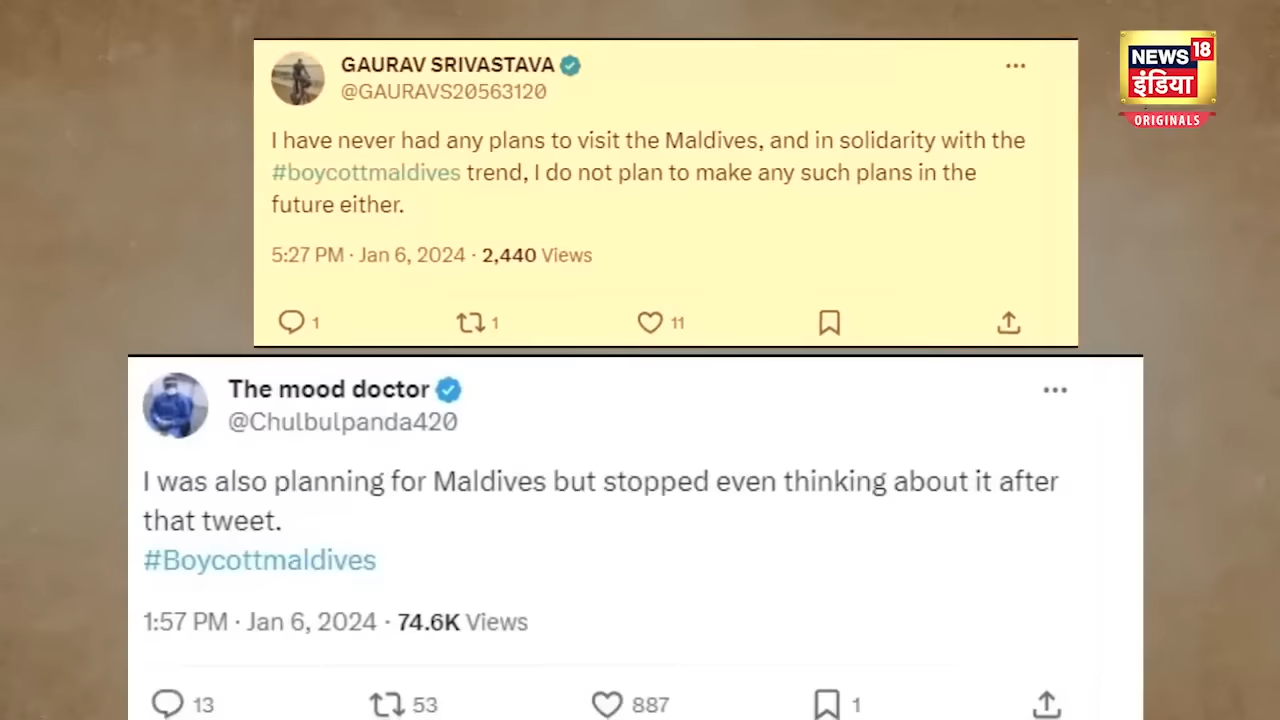 NEWS 18
इंडिया
ORIGINALS
GAURAV SRIVASTAVA
@GAURAVS20563120
I have never had any plans to visit the Maldives, and in solidarity with the
#boycottmaldives trend, I do not plan to make any such plans in the
future either.
5:27 PM · Jan 6, 2024 · 2,440 Views
1 1 11
The mood doctor
@Chulbulpanda420
I was also planning for Maldives but stopped even thinking about it after
that tweet.
#Boycottmaldives
1:57 PM · Jan 6, 2024 · 74.6K Views
13 53 887 1